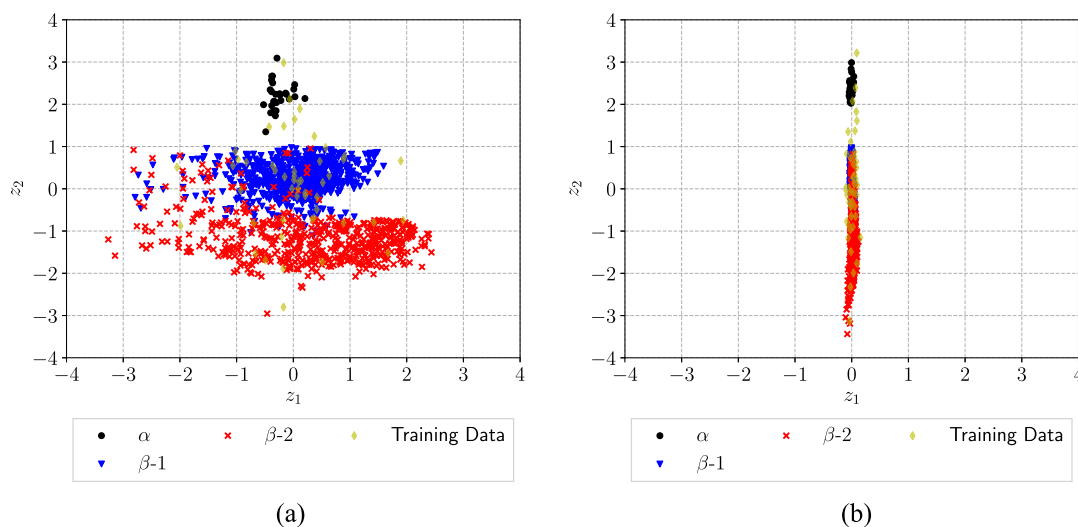 4
3
2
1
0
−1
−2
−3
−4
z₂
−4 −3 −2 −1 0 1 2 3 4
z₁
α β-2 Training Data
β-1
(a)
4
3
2
1
0
−1
−2
−3
−4
z₂
−4 −3 −2 −1 0 1 2 3 4
z₁
α β-2 Training Data
β-1
(b)